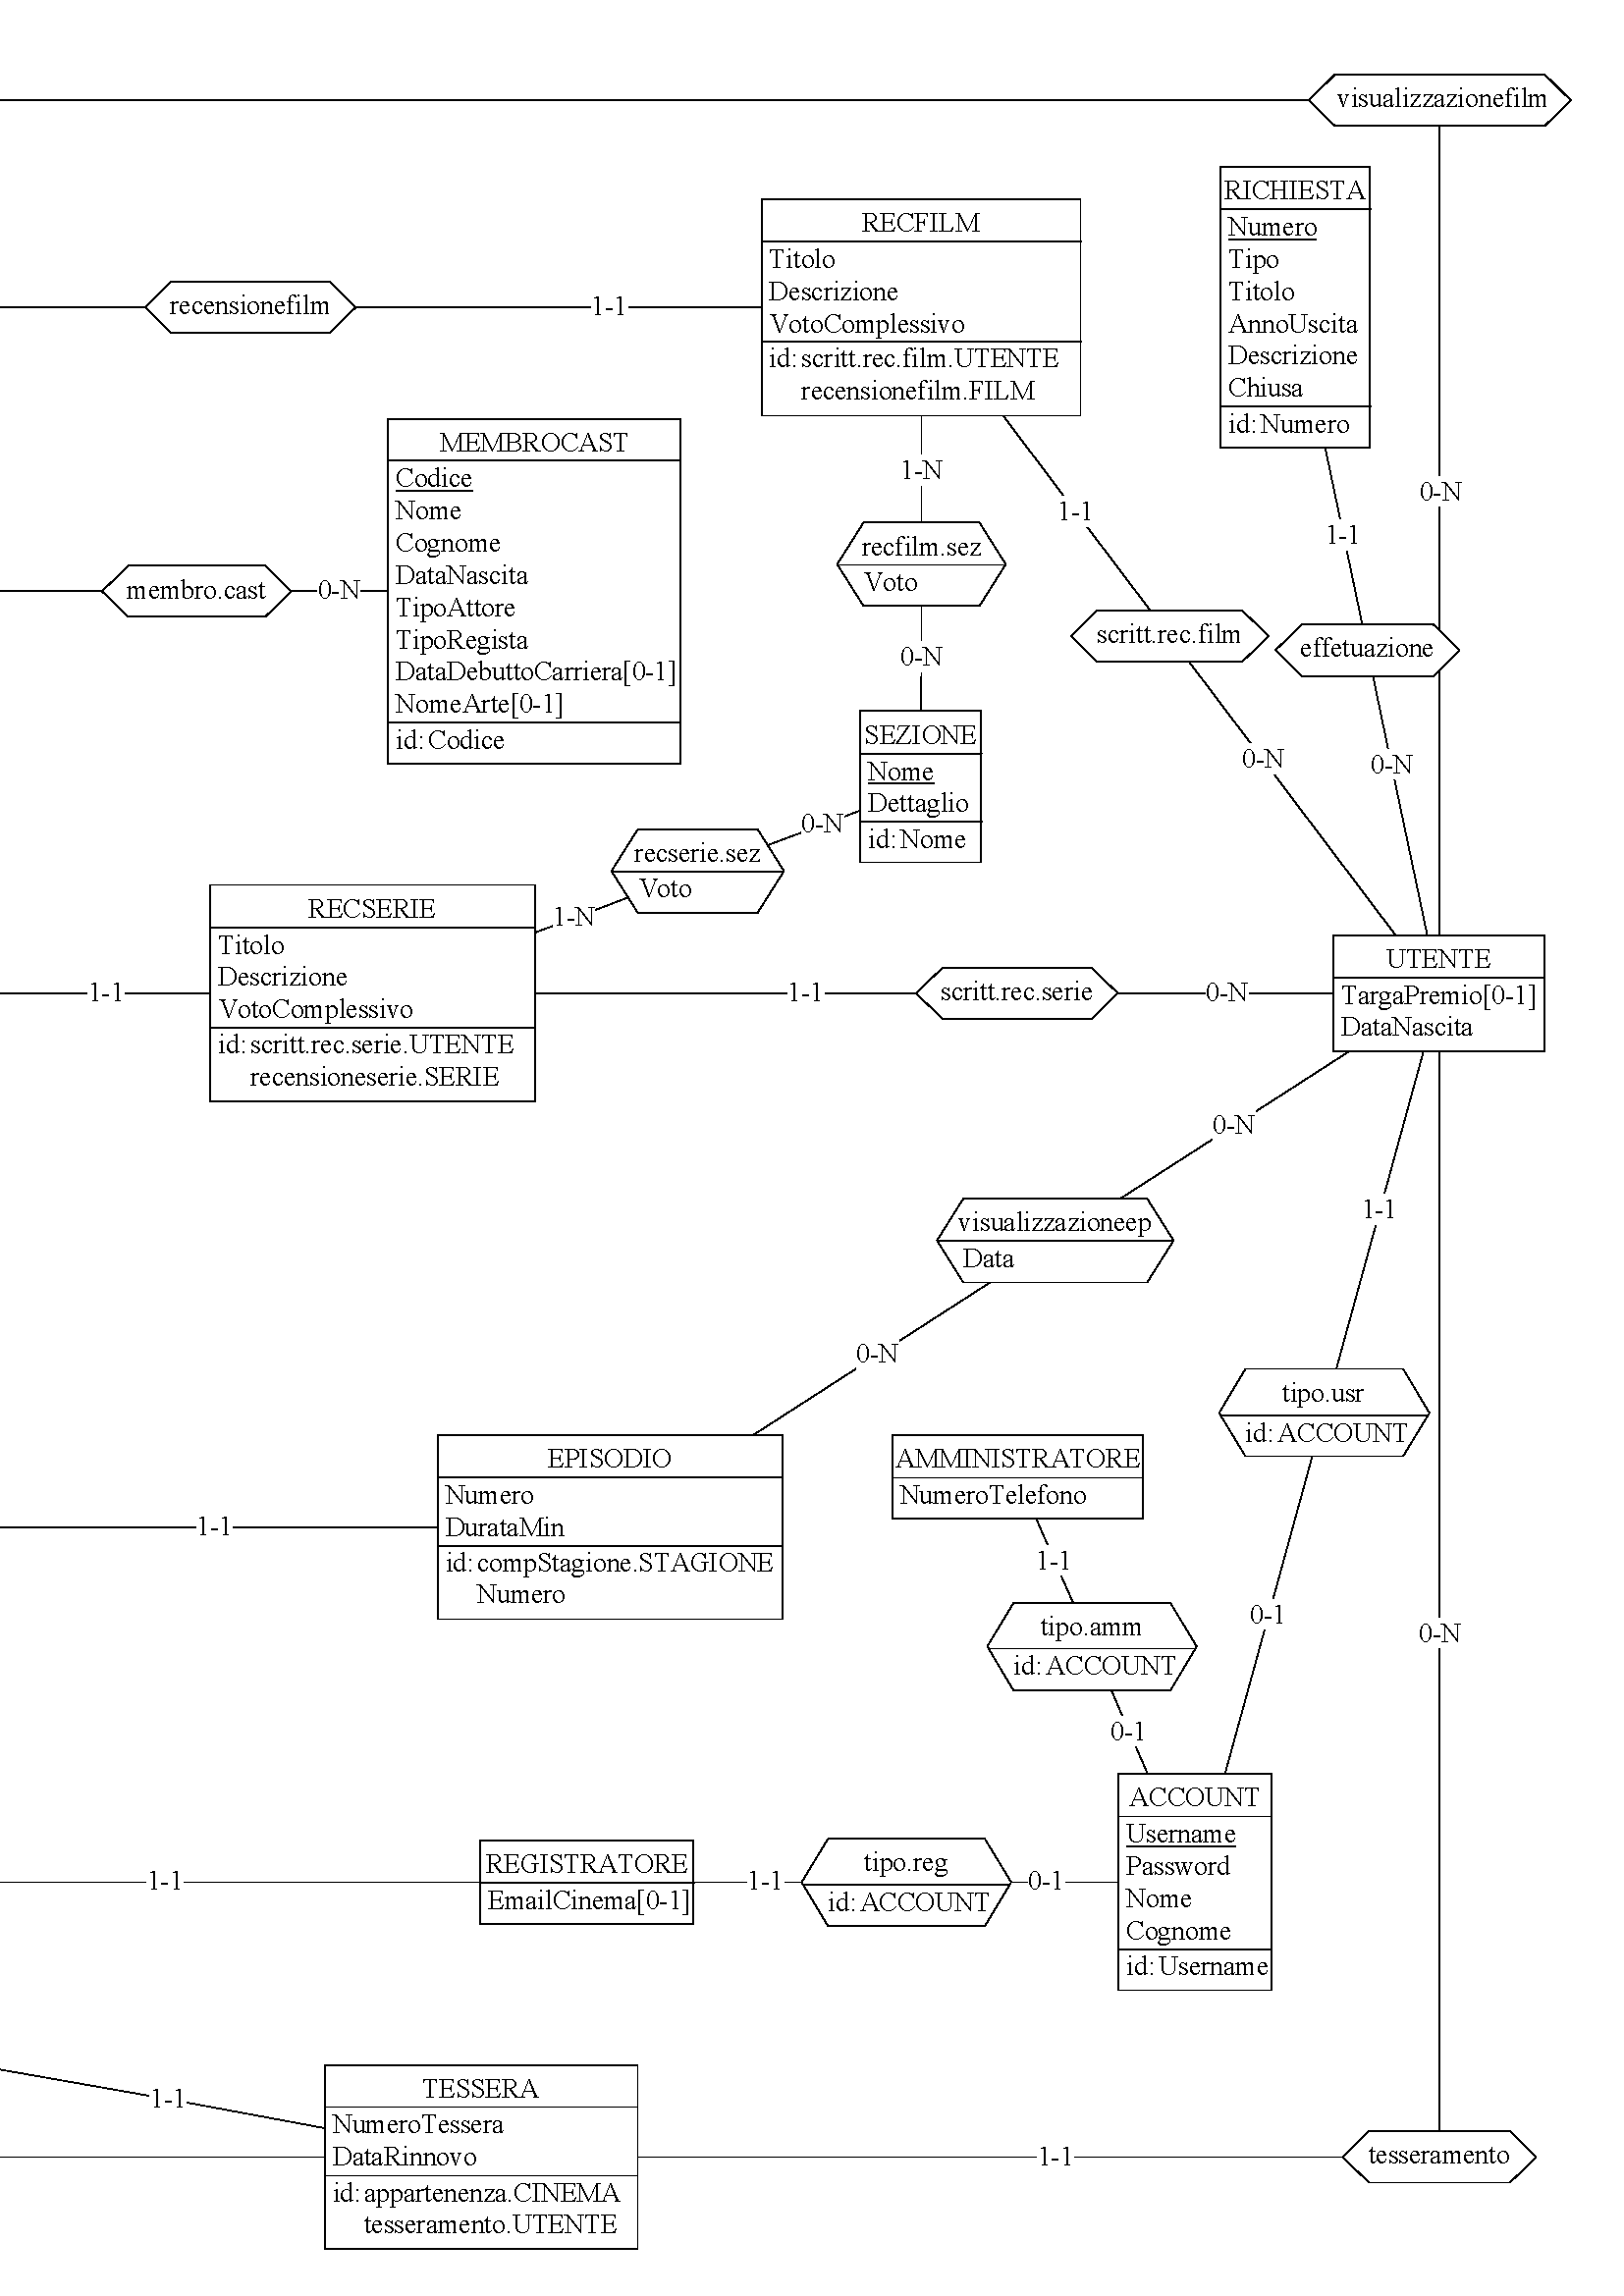 visualizzazionefilm
RICHIESTA
Numero
Tipo
Titolo
AnnoUscita
Descrizione
Chiusa
id: Numero
RECFILM
Titolo
Descrizione
VotoComplessivo
id: scritt.rec.film.UTENTE
recensionefilm.FILM
recensionefilm
1-1
MEMBROCAST
Codice
Nome
Cognome
DataNascita
TipoAttore
TipoRegista
DataDebuttoCarriera[0-1]
NomeArte[0-1]
id: Codice
membro.cast
0-N
1-N
recfilm.sez
Voto
0-N
1-1
scritt.rec.film
0-N
1-1
effetuazione
0-N
0-N
SEZIONE
Nome
Dettaglio
id: Nome
0-N
recserie.sez
Voto
1-N
RECSERIE
Titolo
Descrizione
VotoComplessivo
id: scritt.rec.serie.UTENTE
recensioneserie.SERIE
1-1
1-1
scritt.rec.serie
0-N
UTENTE
TargaPremio[0-1]
DataNascita
0-N
visualizzazioneep
Data
0-N
1-1
tipo.usr
id: ACCOUNT
0-1
EPISODIO
Numero
DurataMin
id: compStagione.STAGIONE
Numero
1-1
AMMINISTRATORE
NumeroTelefono
1-1
tipo.amm
id: ACCOUNT
0-1
0-N
ACCOUNT
Username
Password
Nome
Cognome
id: Username
1-1
REGISTRATORE
EmailCinema[0-1]
1-1
tipo.reg
id: ACCOUNT
0-1
1-1
TESSERA
NumeroTessera
DataRinnovo
id: appartenenza.CINEMA
tesseramento.UTENTE
1-1
tesseramento